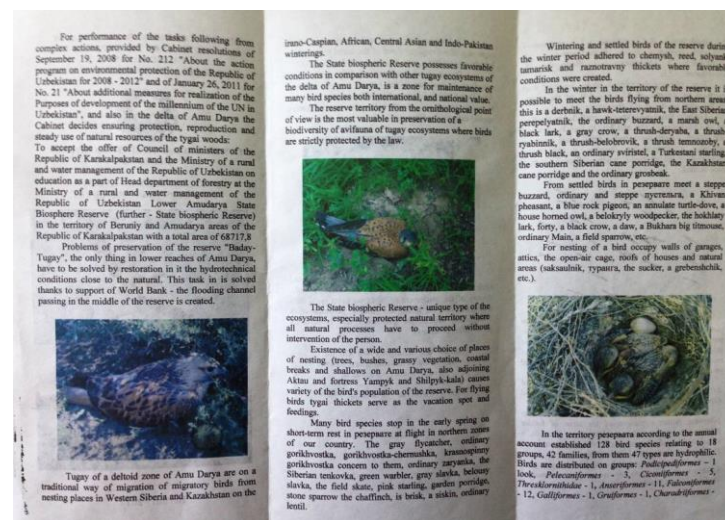 For performance of the tasks following from
complex actions, provided by Cabinet resolutions of
September 19, 2008 for No. 212 "About the action
program on environmental protection of the Republic of
Uzbekistan for 2008 - 2012" and of January 26, 2011 for
No. 21 "About additional measures for realization of the
Purposes of development of the millennium of the UN in
Uzbekistan", and also in the delta of Amu Darya the
Cabinet decides ensuring protection, reproduction and
steady use of natural resources of the tygai woods:
To accept the offer of Council of ministers of the
Republic of Karakalpakstan and the Ministry of a rural
and water management of the Republic of Uzbekistan on
education as a part of Head department of forestry at the
Ministry of a rural and water management of the
Republic of Uzbekistan Lower Amudarya State
Biosphere Reserve (further - State biospheric Reserve)
in the territory of Beruniy and Amudarya areas of the
Republic of Karakalpakstan with a total area of 68717,8
Problems of preservation of the reserve "Baday-
Tugay", the only thing in lower reaches of Amu Darya,
have to be solved by restoration in it the hydrotechnical
conditions close to the natural. This task in is solved
thanks to support of World Bank - the flooding channel
passing in the middle of the reserve is created.
Tugay of a deltoid zone of Amu Darya are on a
traditional way of migration of migratory birds from
nesting places in Western Siberia and Kazakhstan on the
irano-Caspian, African, Central Asian and Indo-Pakistan
winterings.
The State biospheric Reserve possesses favorable
conditions in comparison with other tugay ecosystems of
the delta of Amu Darya, is a zone for maintenance of
many bird species both international, and national value.
The reserve territory from the ornithological point
of view is the most valuable in preservation of a
biodiversity of avifauna of tugay ecosystems where birds
are strictly protected by the law.
The State biospheric Reserve - unique type of the
ecosystems, especially protected natural territory where
all natural processes have to proceed without
intervention of the person.
Existence of a wide and various choice of places
of nesting (trees, bushes, grassy vegetation, coastal
breaks and shallows on Amu Darya, also adjoining
Aktau and fortress Yampyk and Shilpyk-kala) causes
variety of the bird's population of the reserve. For flying
birds tygai thickets serve as the vacation spot and
feedings.
Many bird species stop in the early spring on
short-term rest in резервате at flight in northern zones
of our country. The gray flycatcher, ordinary
gorikhvostka, gorikhvostka-chernushka, krasnospinny
gorikhvostka concern to them, ordinary zaryanka, the
Siberian tenkovka, green warbler, gray slavka, belousy
slavka, the field skate, pink starling, garden porridge,
stone sparrow the chaffinch, is brisk, a siskin, ordinary
lentil.
Wintering and settled birds of the reserve during
the winter period adhered to chemysh, reed, solyani
tamarisk and raznotravny thickets where favorable
conditions were created.
In the winter in the territory of the reserve it i
possible to meet the birds flying from northern areas
this is a derbnik, a hawk-teterevyatnik, the East Siberia
perepelyatnik, the ordinary buzzard, a marsh owl,
black lark, a gray crow, a thrush-deryaba, a thrush
ryabinnik, a thrush-belobrovik, a thrush temnozoby,
thrush black, an ordinary sviristel, a Turkestani starling
the southern Siberian cane porridge, the Kazakhstan
cane porridge and the ordinary grosbeak.
From settled birds in резервате meet a steppe
buzzard, ordinary and steppe пустельга, a Khivan
pheasant, a blue rock pigeon, an annulate turtle-dove, a
house horned owl, a belokryly woodpecker, the hokhlaty
lark, forty, a black crow, a daw, a Bukhara big titmouse,
ordinary Main, a field sparrow, etc.
For nesting of a bird occupy walls of garages,
attics, the open-air cage, roofs of houses and natural
areas (saksaulnik, туранга, the sucker, a grebenshchik,
etc.).
In the territory резервата according to the annual
account established 128 bird species relating to 18
groups, 42 families, from them 47 types are hydrophilic.
Birds are distributed on groups: Podicipediformes - 1
look, Pelecaniformes - 3, Ciconiiformes - 5,
Threskiornithidae - 1, Anseriformes - 11, Falconiformes
- 12, Galliformes - 1, Gruiformes - 1, Charadriiformes -